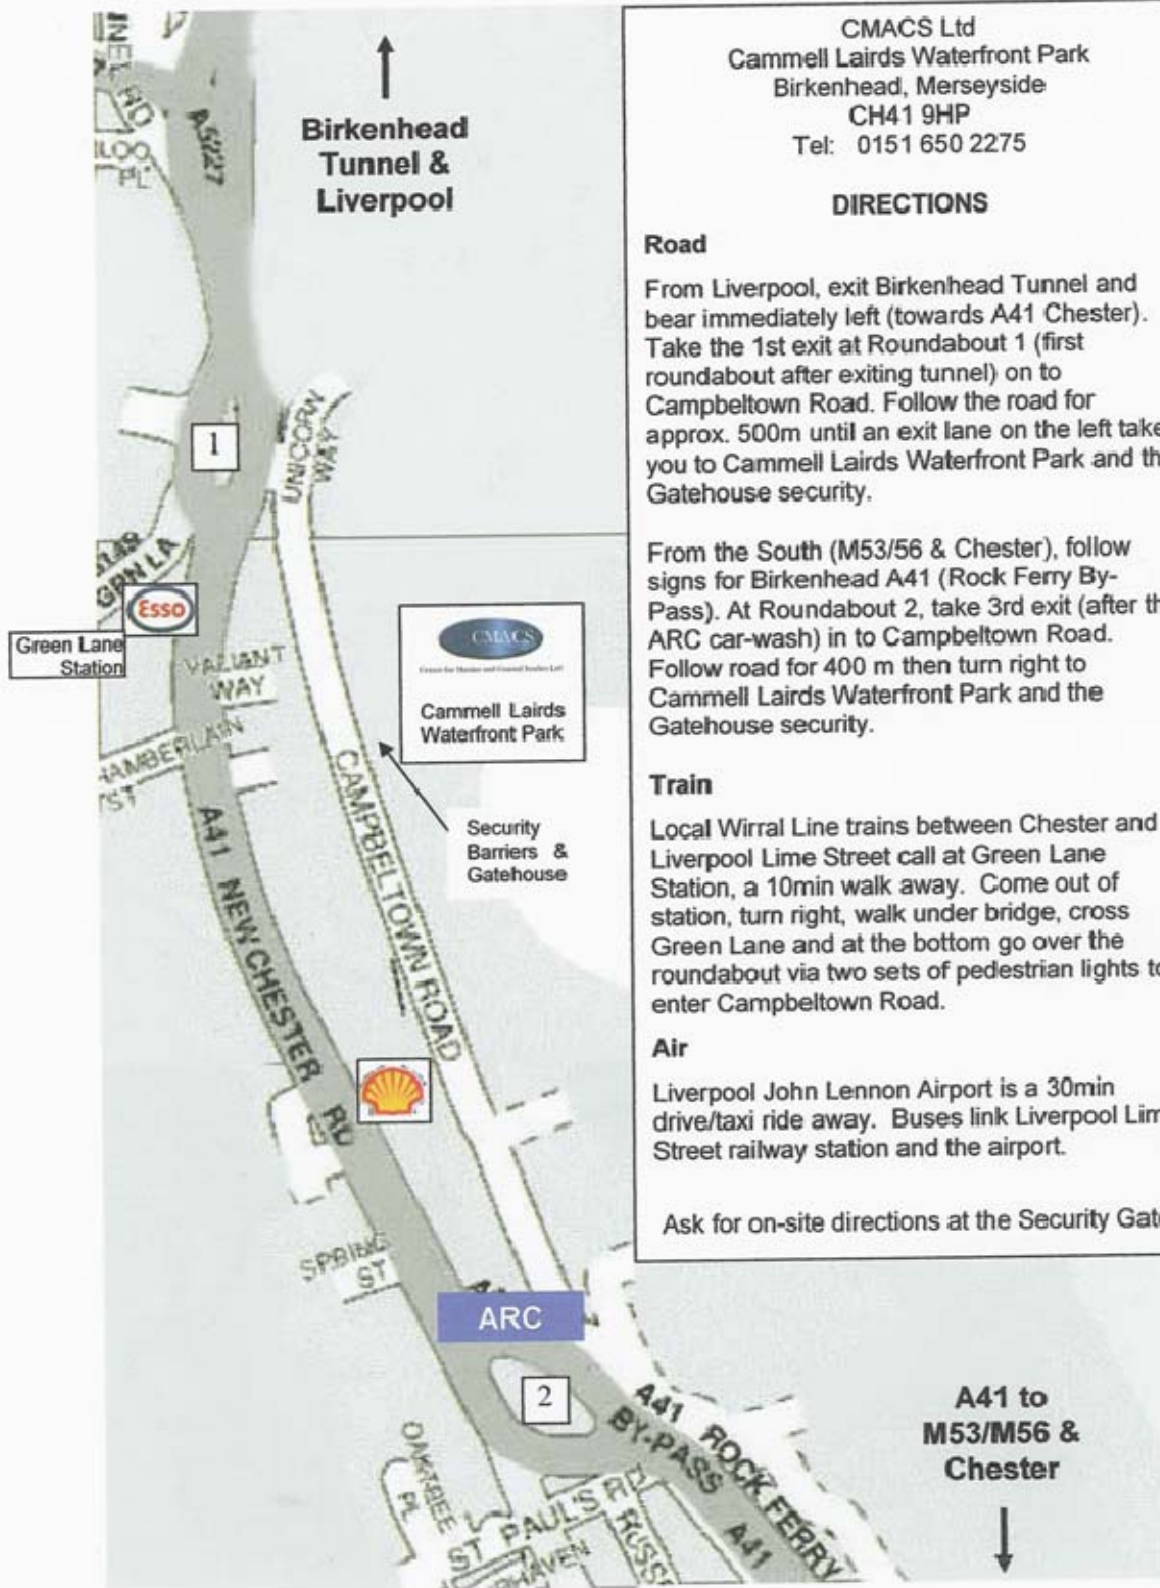 A5227
Birkenhead
Tunnel &
Liverpool
1
UNICORN
WAY
GRN LA
Esso
Green Lane
Station
VALIANT
WAY
CMACS
Cammell Lairds
Waterfront Park
CAMPBELTOWN ROAD
Security
Barriers &
Gatehouse
A41 NEW CHESTER RD
SPRING
ST
ARC
2
A41 ROCK FERRY
BY-PASS
A41
OAKTREE
PL
PAUL'S
A41 to
M53/M56 &
Chester
CMACS Ltd
Cammell Lairds Waterfront Park
Birkenhead, Merseyside
CH41 9HP
Tel: 0151 650 2275
DIRECTIONS
Road
From Liverpool, exit Birkenhead Tunnel and
bear immediately left (towards A41 Chester).
Take the 1st exit at Roundabout 1 (first
roundabout after exiting tunnel) on to
Campbeltown Road. Follow the road for
approx. 500m until an exit lane on the left take
you to Cammell Lairds Waterfront Park and th
Gatehouse security.
From the South (M53/56 & Chester), follow
signs for Birkenhead A41 (Rock Ferry By-
Pass). At Roundabout 2, take 3rd exit (after th
ARC car-wash) in to Campbeltown Road.
Follow road for 400 m then turn right to
Cammell Lairds Waterfront Park and the
Gatehouse security.
Train
Local Wirral Line trains between Chester and
Liverpool Lime Street call at Green Lane
Station, a 10min walk away. Come out of
station, turn right, walk under bridge, cross
Green Lane and at the bottom go over the
roundabout via two sets of pedestrian lights to
enter Campbeltown Road.
Air
Liverpool John Lennon Airport is a 30min
drive/taxi ride away. Buses link Liverpool Lim
Street railway station and the airport.
Ask for on-site directions at the Security Gat